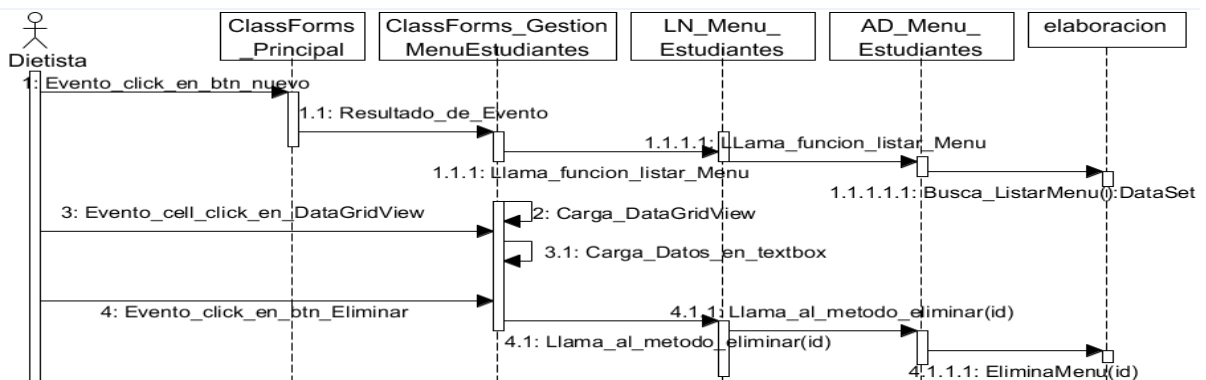 Dietista
ClassForms
_Principal
ClassForms_Gestion
MenuEstudiantes
LN_Menu_
Estudiantes
AD_Menu_
Estudiantes
elaboracion
1: Evento_click_en_btn_nuevo
1.1: Resultado_de_Evento
1.1.1.1: LLama_funcion_listar_Menu
1.1.1: Llama_funcion_listar_Menu
1.1.1.1.1: Busca_ListarMenu():DataSet
3: Evento_cell_click_en_DataGridView
2: Carga_DataGridView
3.1: Carga_Datos_en_textbox
4: Evento_click_en_btn_Eliminar
4.1.1: Llama_al_metodo_eliminar(id)
4.1: Llama_al_metodo_eliminar(id)
4.1.1.1: EliminaMenu(id)